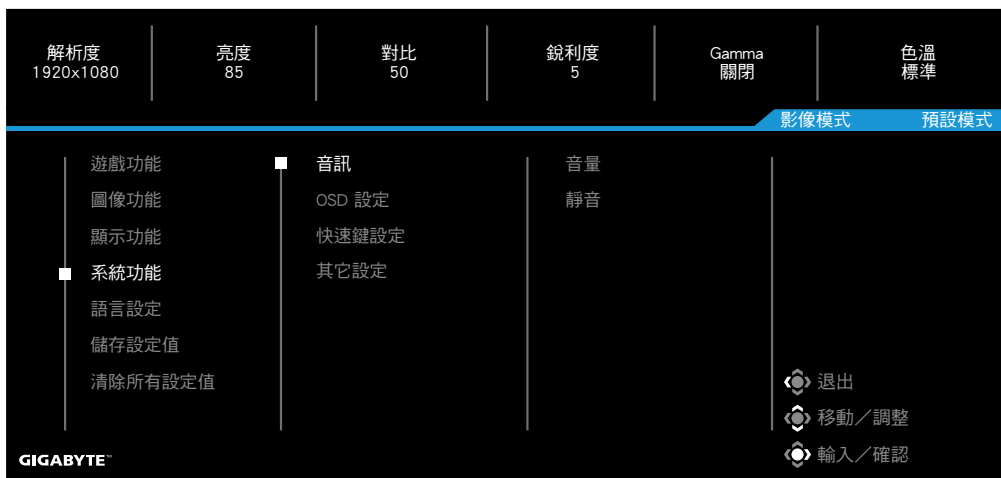 解析度
1920x1080
亮度
85
對比
50
銳利度
5
Gamma
關閉
色溫
標準
影像模式 預設模式
遊戲功能
圖像功能
顯示功能
系統功能
語言設定
儲存設定值
清除所有設定值
音訊
OSD 設定
快速鍵設定
其它設定
音量
靜音
退出
移動／調整
輸入／確認
GIGABYTE™